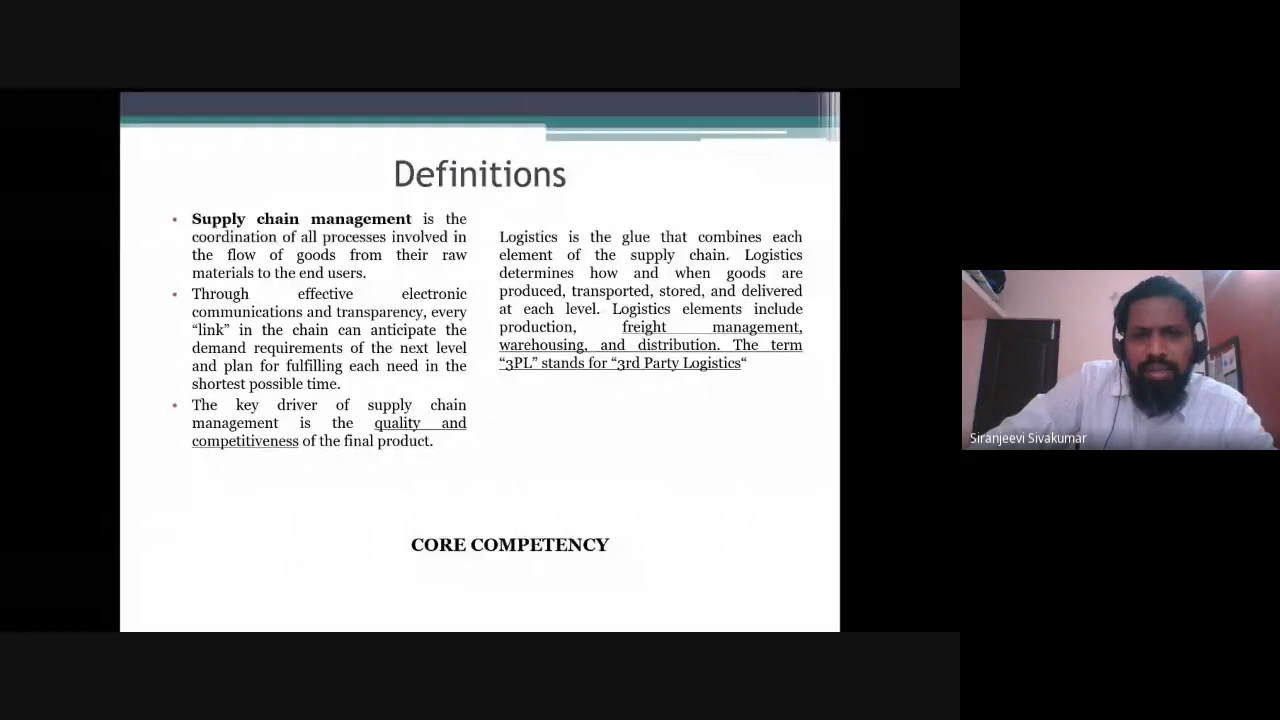 Definitions
• Supply chain management is the
coordination of all processes involved in
the flow of goods from their raw
materials to the end users.
• Through effective electronic
communications and transparency, every
“link” in the chain can anticipate the
demand requirements of the next level
and plan for fulfilling each need in the
shortest possible time.
• The key driver of supply chain
management is the quality and
competitiveness of the final product.
Logistics is the glue that combines each
element of the supply chain. Logistics
determines how and when goods are
produced, transported, stored, and delivered
at each level. Logistics elements include
production, freight management,
warehousing, and distribution. The term
“3PL” stands for “3rd Party Logistics“
CORE COMPETENCY
Siranjeevi Sivakumar